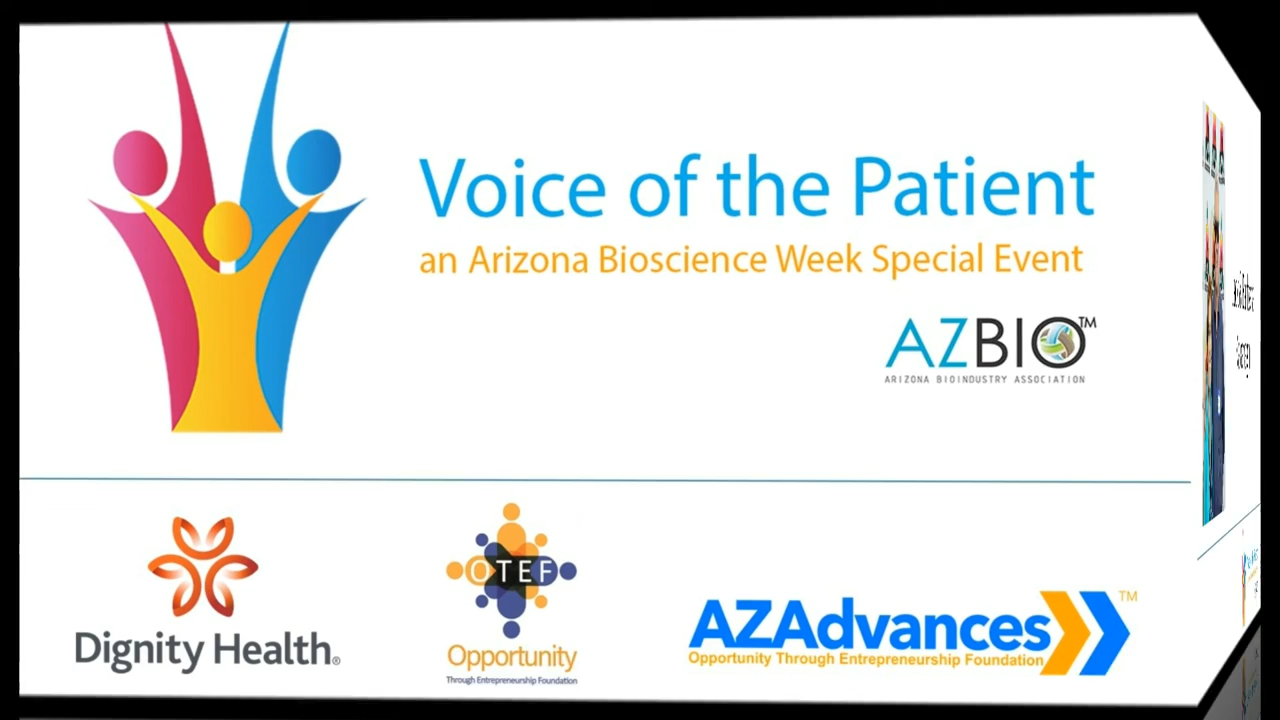 Voice of the Patient
an Arizona Bioscience Week Special Event
AZBIO™
ARIZONA BIOINDUSTRY ASSOCIATION
Dignity Health®
OTEF
Opportunity
Through Entrepreneurship Foundation
AZAdvances™
Opportunity Through Entrepreneurship Foundation